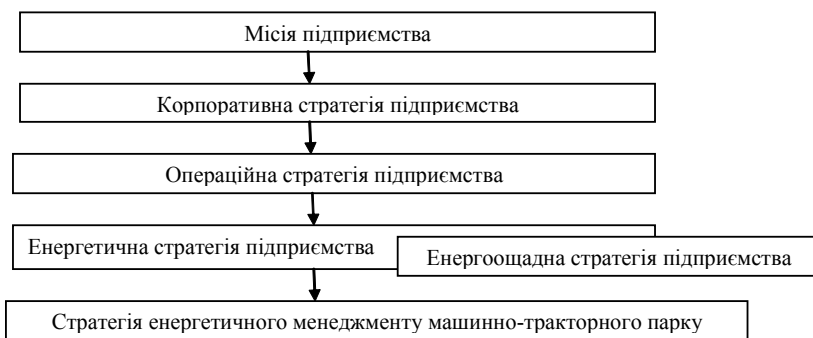 Місія підприємства
Корпоративна стратегія підприємства
Операційна стратегія підприємства
Енергетична стратегія підприємства
Енергоощадна стратегія підприємства
Стратегія енергетичного менеджменту машинно-тракторного парку